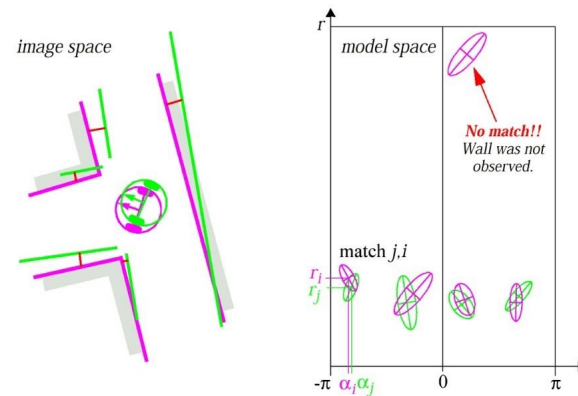 image space
r
model space
No match!!
Wall was not
observed.
match j,i
r_i
r_j
-π
α_i α_j
0
π